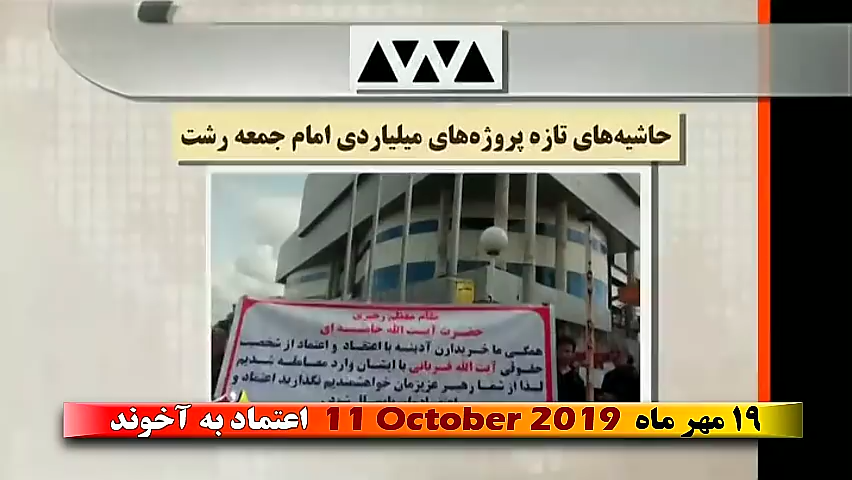 حاشیه‌های تازه پروژه‌های میلیاردی امام جمعه رشت
مقام معظم رهبری
حضرت آیت الله خامنه ای
همگی ما خریدارن آدینه با اعتقاد و اعتماد از شخصیت
حقوقی آیت الله قربانی با ایشان وارد معامله شدیم
لذا از شما رهبر عزیزمان خواهشمندیم نگذارید اعتماد و
۱۹ مهر ماه 11 October 2019 اعتماد به آخوند